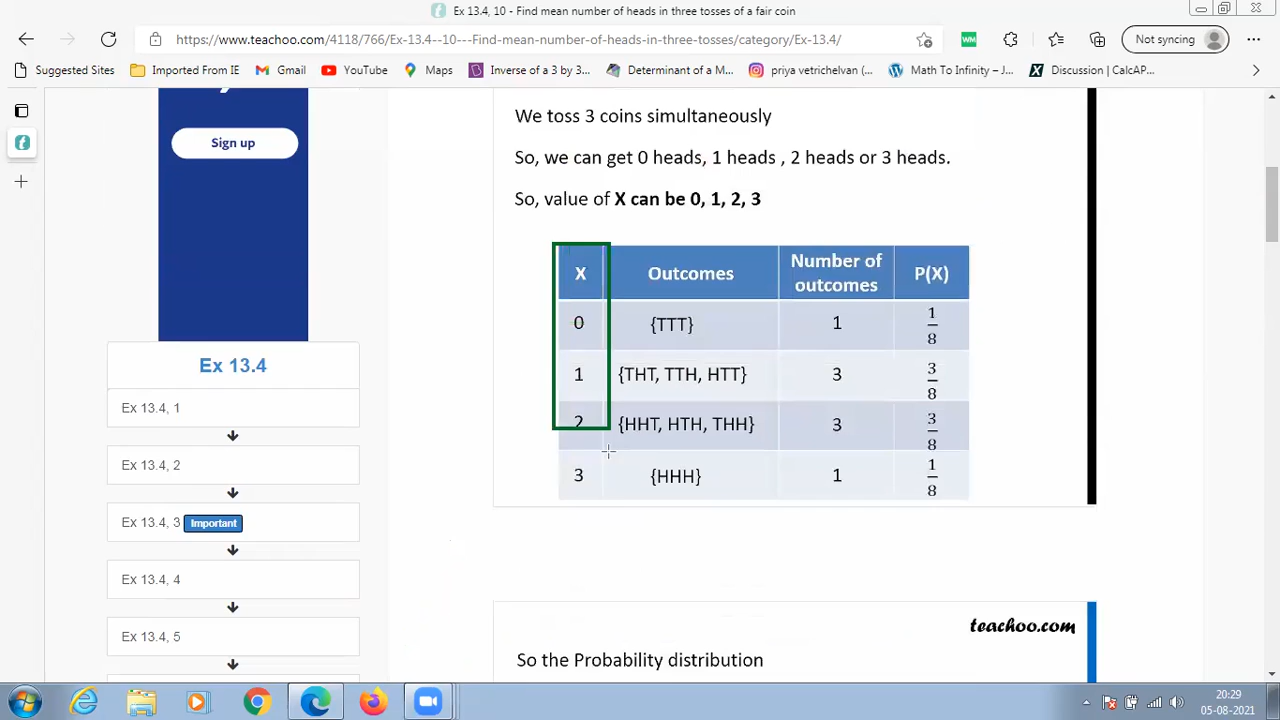 Ex 13.4, 10 - Find mean number of heads in three tosses of a fair coin
https://www.teachoo.com/4118/766/Ex-13.4--10---Find-mean-number-of-heads-in-three-tosses/category/Ex-13.4/
WM
Not syncing
Suggested Sites Imported From IE Gmail YouTube Maps Inverse of a 3 by 3... Determinant of a M... priya vetrichelvan (... Math To Infinity – J... Discussion | CalcAP...
Sign up
Ex 13.4
Ex 13.4, 1
Ex 13.4, 2
Ex 13.4, 3 Important
Ex 13.4, 4
Ex 13.4, 5
We toss 3 coins simultaneously
So, we can get 0 heads, 1 heads , 2 heads or 3 heads.
So, value of X can be 0, 1, 2, 3
X Outcomes Number of outcomes P(X)
0 {TTT} 1 1/8
1 {THT, TTH, HTT} 3 3/8
2 {HHT, HTH, THH} 3 3/8
3 {HHH} 1 1/8
teachoo.com
So the Probability distribution
20:29
05-08-2021